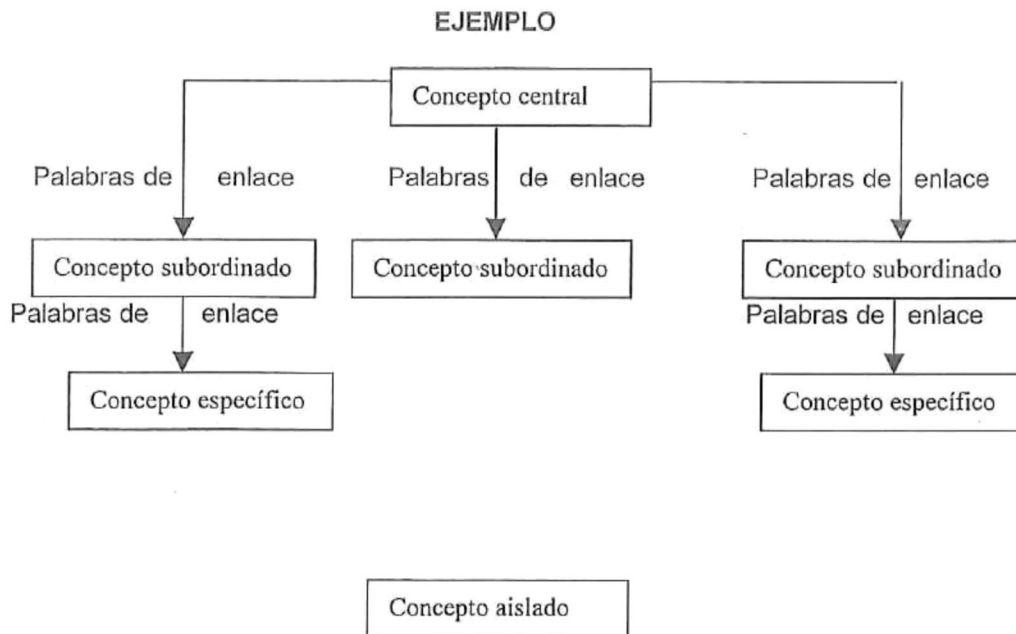 EJEMPLO
Concepto central
Palabras de enlace
Palabras de enlace
Palabras de enlace
Concepto subordinado
Concepto subordinado
Concepto subordinado
Palabras de enlace
Palabras de enlace
Concepto específico
Concepto específico
Concepto aislado